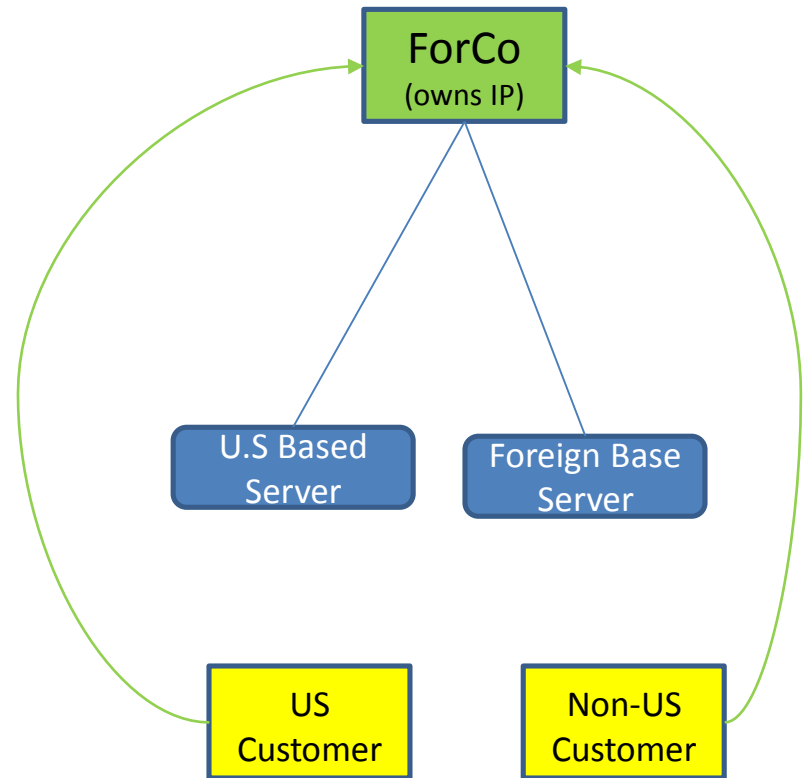 ForCo
(owns IP)
U.S Based
Server
Foreign Base
Server
US
Customer
Non-US
Customer